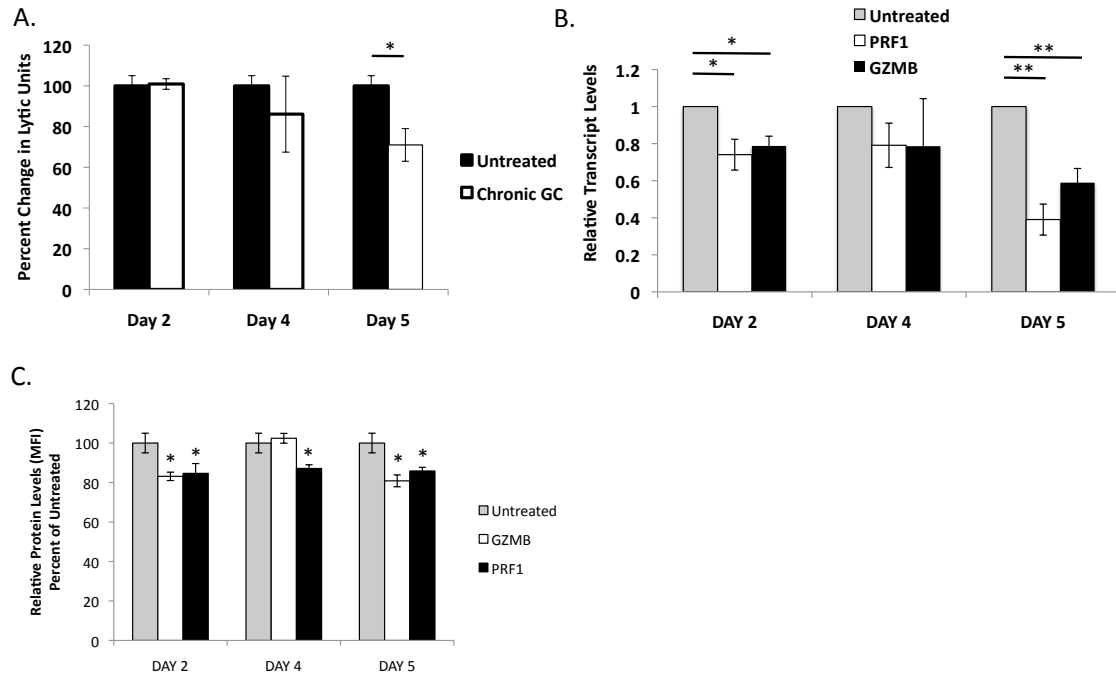 A.
Percent Change in Lytic Units
120
100
80
60
40
20
0
*
Day 2
Day 4
Day 5
Untreated
Chronic GC
B.
Untreated
PRF1
GZMB
Relative Transcript Levels
1.2
1
0.8
0.6
0.4
0.2
0
*
*
**
**
DAY 2
DAY 4
DAY 5
C.
Relative Protein Levels (MFI)
Percent of Untreated
120
100
80
60
40
20
0
* *
*
* *
DAY 2
DAY 4
DAY 5
Untreated
GZMB
PRF1